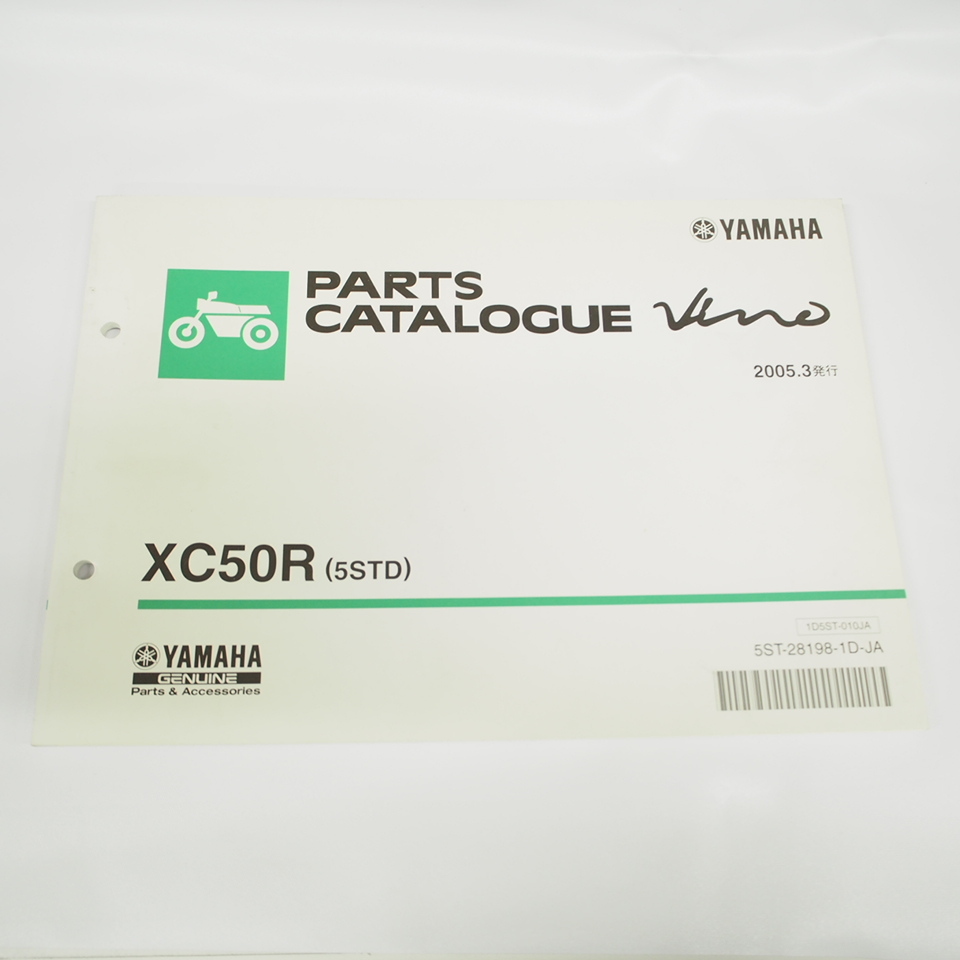 YAMAHA
PARTS
CATALOGUE Vino
2005.3発行
XC50R (5STD)
1D5ST-010JA
5ST-28198-1D-JA
YAMAHA
GENUINE
Parts & Accessories